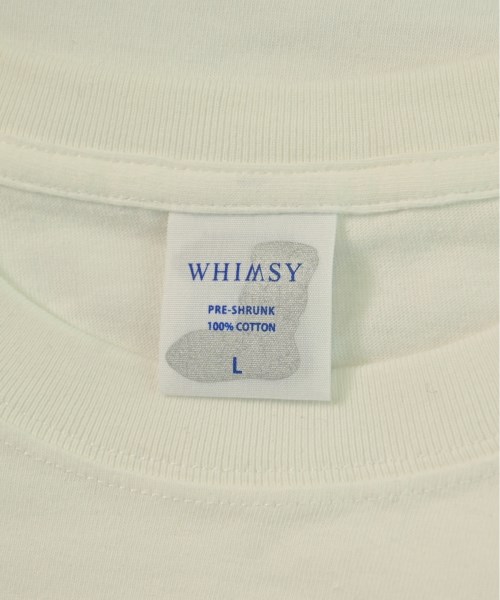 WHIMSY
PRE-SHRUNK
100% COTTON
L